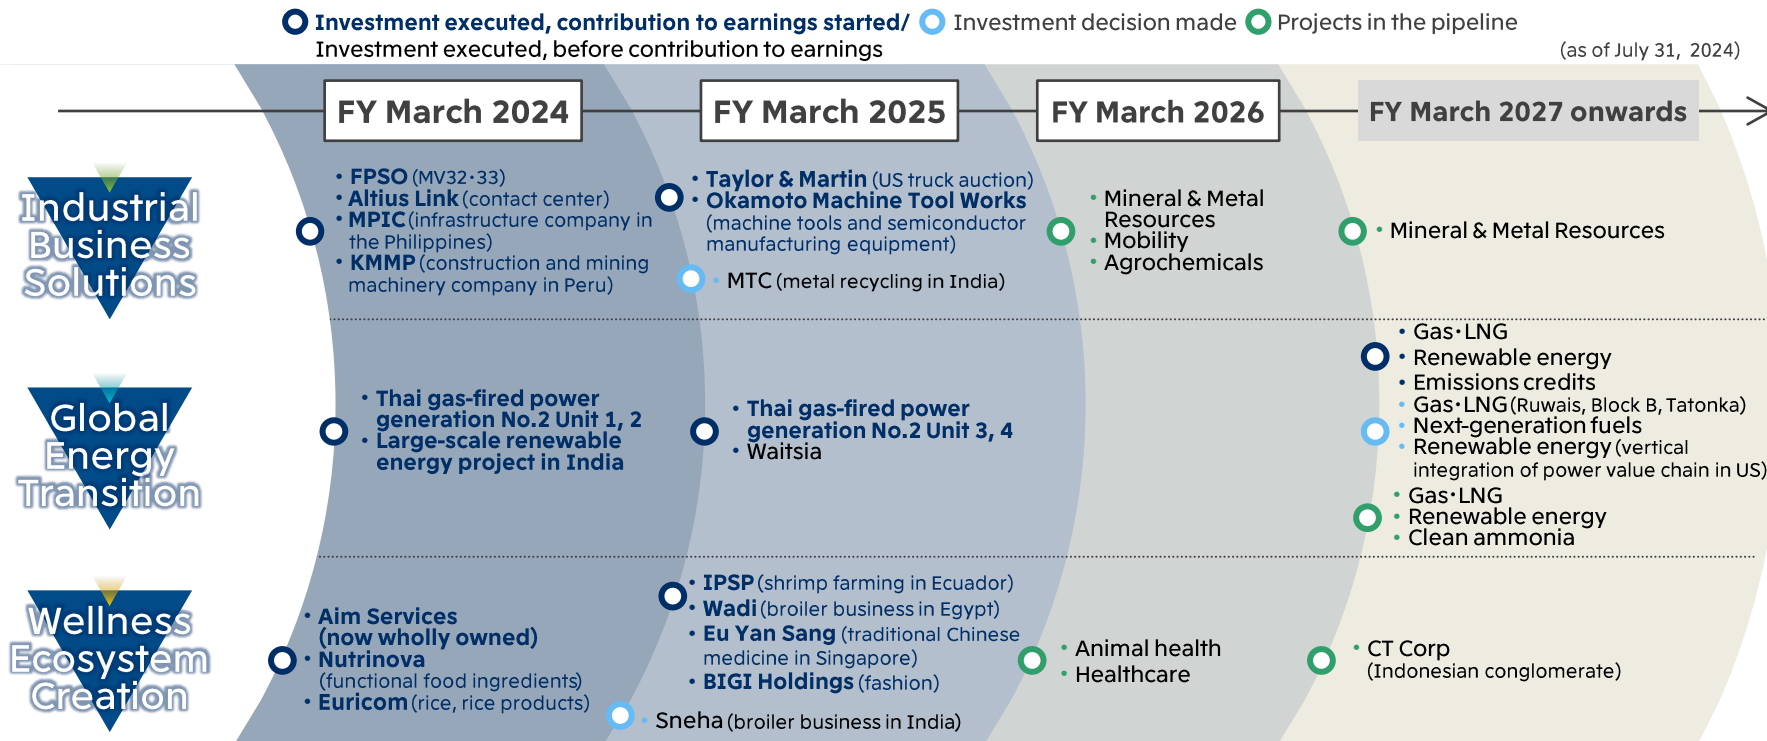 Investment executed, contribution to earnings started/
Investment executed, before contribution to earnings
Investment decision made
Projects in the pipeline
(as of July 31, 2024)
FY March 2024
FY March 2025
FY March 2026
FY March 2027 onwards
Industrial
Business
Solutions
• FPSO (MV32・33)
• Altius Link (contact center)
• MPIC (infrastructure company in
the Philippines)
• KMMP (construction and mining
machinery company in Peru)
• Taylor & Martin (US truck auction)
• Okamoto Machine Tool Works
(machine tools and semiconductor
manufacturing equipment)
• MTC (metal recycling in India)
• Mineral & Metal
Resources
• Mobility
• Agrochemicals
• Mineral & Metal Resources
Global
Energy
Transition
• Thai gas-fired power
generation No.2 Unit 1, 2
• Large-scale renewable
energy project in India
• Thai gas-fired power
generation No.2 Unit 3, 4
• Waitsia
• Gas・LNG
• Renewable energy
• Emissions credits
• Gas・LNG (Ruwais, Block B, Tatonka)
• Next-generation fuels
• Renewable energy (vertical
integration of power value chain in US)
• Gas・LNG
• Renewable energy
• Clean ammonia
Wellness
Ecosystem
Creation
• Aim Services
(now wholly owned)
• Nutrinova
(functional food ingredients)
• Euricom (rice, rice products)
• IPSP (shrimp farming in Ecuador)
• Wadi (broiler business in Egypt)
• Eu Yan Sang (traditional Chinese
medicine in Singapore)
• BIGI Holdings (fashion)
• Sneha (broiler business in India)
• Animal health
• Healthcare
• CT Corp
(Indonesian conglomerate)